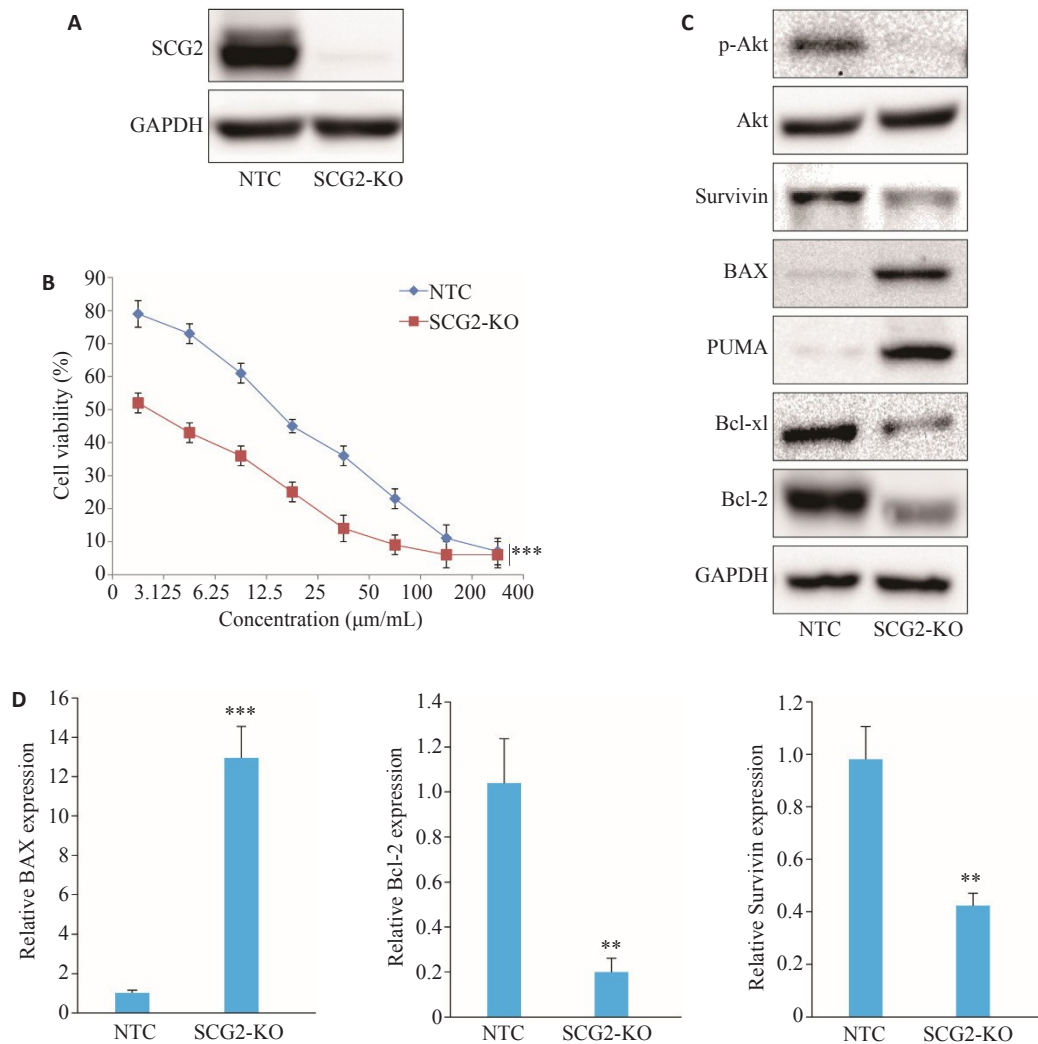 A
SCG2
GAPDH
NTC SCG2-KO
B
NTC
SCG2-KO
Cell viability (%)
90
80
70
60
50
40
30
20
10
0
***
0 3.125 6.25 12.5 25 50 100 200 400
Concentration (μm/mL)
C
p-Akt
Akt
Survivin
BAX
PUMA
Bcl-xl
Bcl-2
GAPDH
NTC SCG2-KO
D
Relative BAX expression
16
14
12
10
8
6
4
2
0
***
NTC SCG2-KO
Relative Bcl-2 expression
1.4
1.2
1.0
0.8
0.6
0.4
0.2
0
**
NTC SCG2-KO
Relative Survivin expression
1.2
1.0
0.8
0.6
0.4
0.2
0
**
NTC SCG2-KO